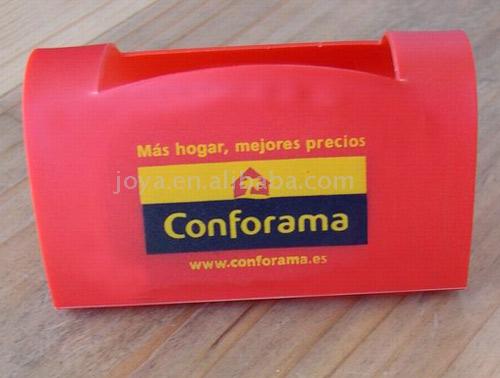 Más hogar, mejores precios
joya.en.alibaba.com
Conforama
www.conforama.es